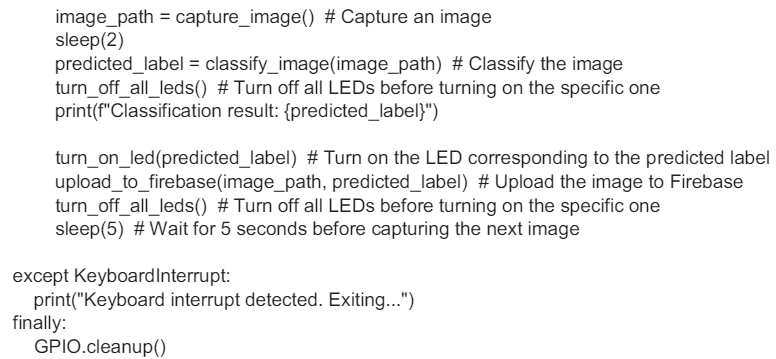 image_path = capture_image()  # Capture an image
sleep(2)
predicted_label = classify_image(image_path)  # Classify the image
turn_off_all_leds()  # Turn off all LEDs before turning on the specific one
print(f"Classification result: {predicted_label}")
turn_on_led(predicted_label)  # Turn on the LED corresponding to the predicted label
upload_to_firebase(image_path, predicted_label)  # Upload the image to Firebase
turn_off_all_leds()  # Turn off all LEDs before turning on the specific one
sleep(5)  # Wait for 5 seconds before capturing the next image
except KeyboardInterrupt:
print("Keyboard interrupt detected. Exiting...")
finally:
GPIO.cleanup()